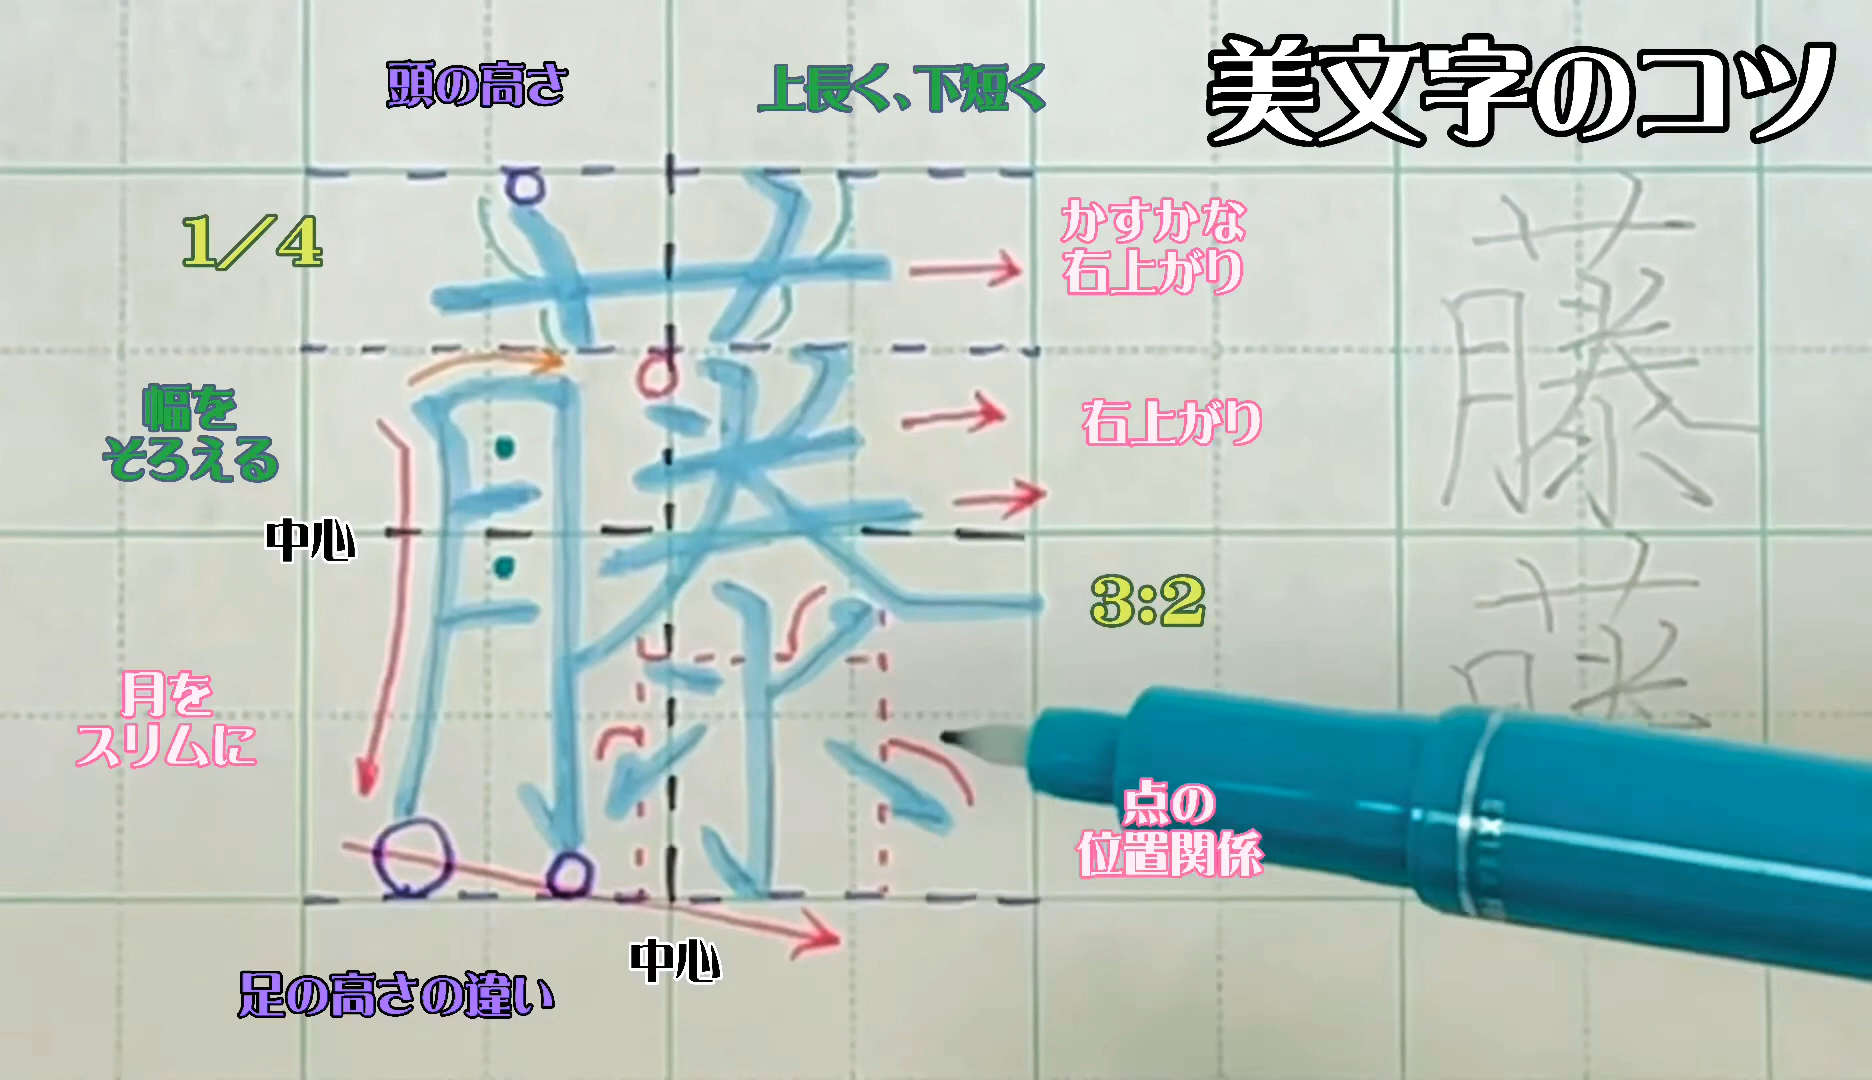 美文字のコツ
頭の高さ
上長く、下短く
1/4
かすかな
右上がり
藤
藤
幅を
そろえる
右上がり
中心
3:2
藤
月を
スリムに
点の
位置関係
中心
足の高さの違い